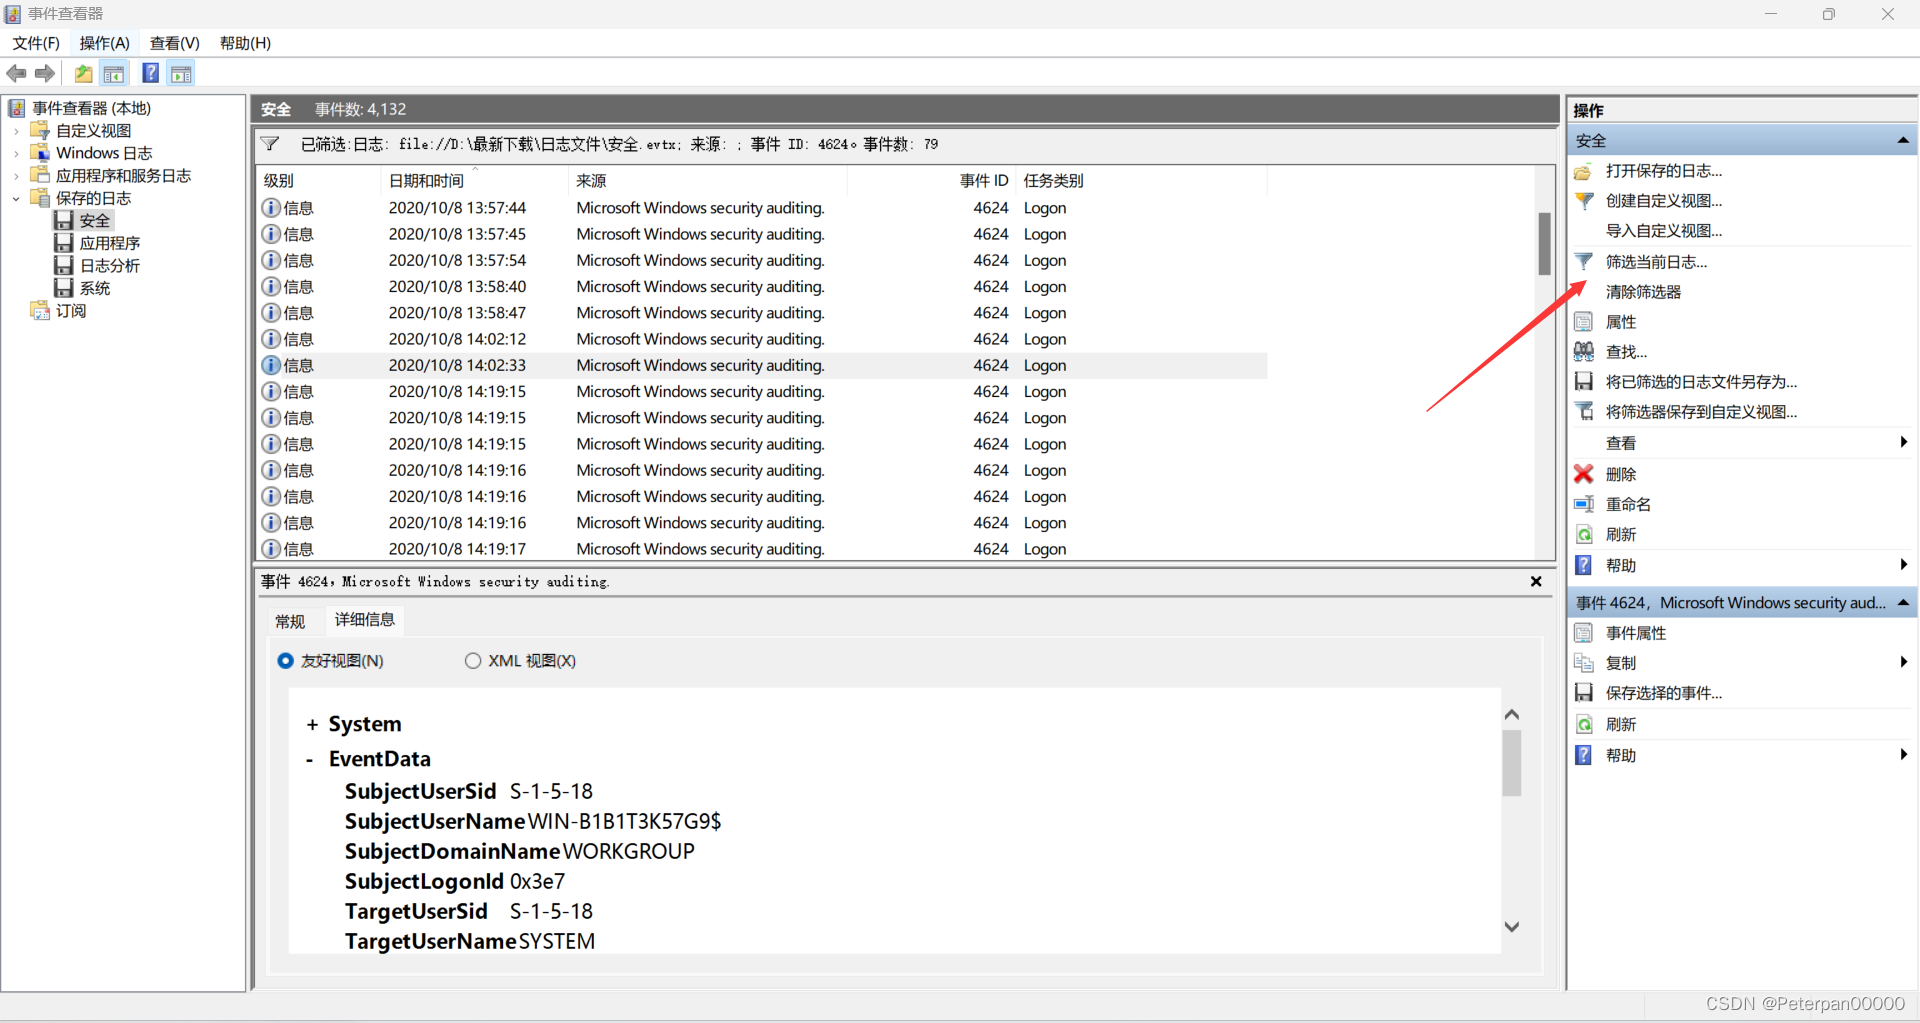 事件查看器
文件(F) 操作(A) 查看(V) 帮助(H)
事件查看器 (本地)
自定义视图
Windows 日志
应用程序和服务日志
保存的日志
安全
应用程序
日志分析
系统
订阅
安全 事件数: 4,132
已筛选:日志: file://D:\最新下载\日志文件\安全.evtx; 来源: ; 事件 ID: 4624。事件数: 79
级别 日期和时间 来源 事件 ID 任务类别
信息 2020/10/8 13:57:44 Microsoft Windows security auditing. 4624 Logon
信息 2020/10/8 13:57:45 Microsoft Windows security auditing. 4624 Logon
信息 2020/10/8 13:57:54 Microsoft Windows security auditing. 4624 Logon
信息 2020/10/8 13:58:40 Microsoft Windows security auditing. 4624 Logon
信息 2020/10/8 13:58:47 Microsoft Windows security auditing. 4624 Logon
信息 2020/10/8 14:02:12 Microsoft Windows security auditing. 4624 Logon
信息 2020/10/8 14:02:33 Microsoft Windows security auditing. 4624 Logon
信息 2020/10/8 14:19:15 Microsoft Windows security auditing. 4624 Logon
信息 2020/10/8 14:19:15 Microsoft Windows security auditing. 4624 Logon
信息 2020/10/8 14:19:15 Microsoft Windows security auditing. 4624 Logon
信息 2020/10/8 14:19:16 Microsoft Windows security auditing. 4624 Logon
信息 2020/10/8 14:19:16 Microsoft Windows security auditing. 4624 Logon
信息 2020/10/8 14:19:16 Microsoft Windows security auditing. 4624 Logon
信息 2020/10/8 14:19:17 Microsoft Windows security auditing. 4624 Logon
事件 4624，Microsoft Windows security auditing.
常规 详细信息
友好视图(N) XML 视图(X)
+ System
- EventData
SubjectUserSid S-1-5-18
SubjectUserName WIN-B1B1T3K57G9$
SubjectDomainName WORKGROUP
SubjectLogonId 0x3e7
TargetUserSid S-1-5-18
TargetUserName SYSTEM
操作
安全
打开保存的日志...
创建自定义视图...
导入自定义视图...
筛选当前日志...
清除筛选器
属性
查找...
将已筛选的日志文件另存为...
将筛选器保存到自定义视图...
查看
删除
重命名
刷新
帮助
事件 4624，Microsoft Windows security aud...
事件属性
复制
保存选择的事件...
刷新
帮助
CSDN @Peterpan00000